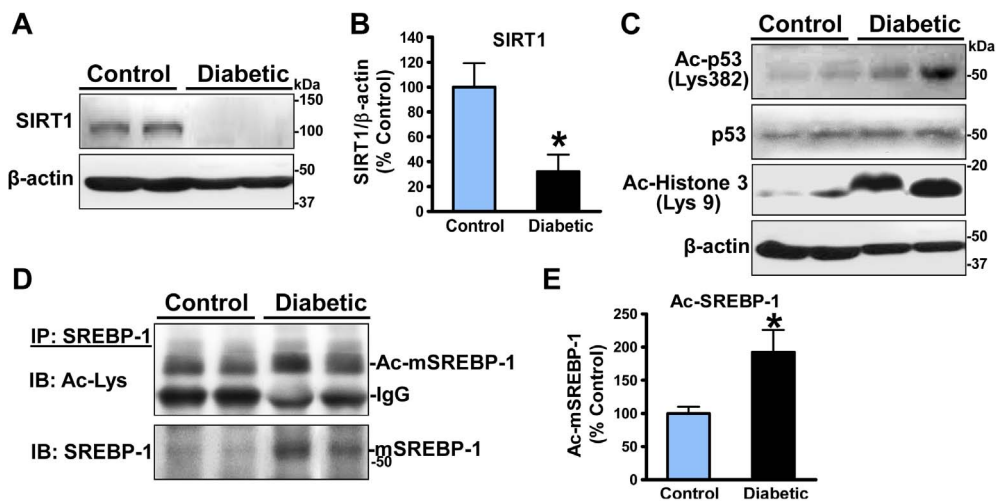 A
Control Diabetic
kDa
SIRT1
-150
-100
β-actin
-50
-37
B
SIRT1
SIRT1/β-actin
(% Control)
140
120
100
80
60
40
20
0
*
Control Diabetic
C
Control Diabetic
kDa
Ac-p53
(Lys382)
-50
p53
-50
-20
Ac-Histone 3
(Lys 9)
β-actin
-50
-37
D
Control Diabetic
IP: SREBP-1
IB: Ac-Lys
-Ac-mSREBP-1
-IgG
IB: SREBP-1
-mSREBP-1
-50
E
Ac-SREBP-1
Ac-mSREBP-1
(% Control)
250
200
150
100
50
0
*
Control Diabetic